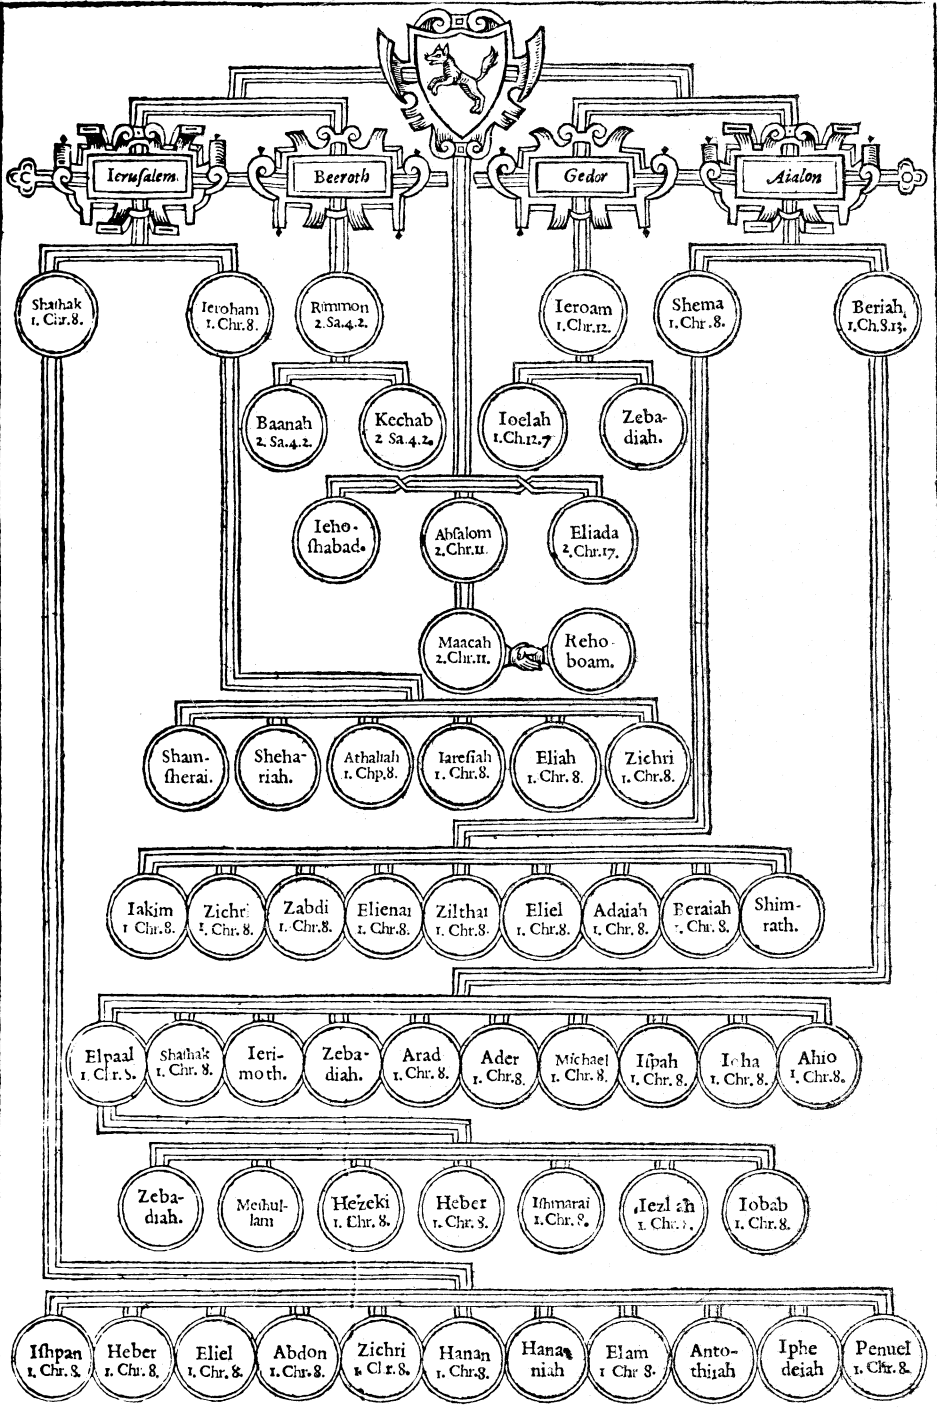 Ieruſalem.
Beeroth
Gedor
Aialon
Shashak
1. Chr. 8.
Ieroham
1. Chr. 8.
Rimmon
2. Sa. 4. 2.
Ieroam
1. Chr. 12.
Shema
1. Chr. 8.
Beriah,
1. Ch. 8. 13.
Baanah
2. Sa. 4. 2.
Kechab
2 Sa. 4. 2.
Ioelah
1. Ch. 12. 7
Zeba-
diah.
Ieho-
ſhabad.
Abſalom
2. Chr. 11.
Eliada
2. Chr. 17.
Maacah
2. Chr. 11.
Reho-
boam.
Sham-
ſherai.
Sheha-
riah.
Athaliah
1. Chp. 8.
Iareſiah
1. Chr. 8.
Eliah
1. Chr. 8.
Zichri
1. Chr. 8.
Iakim
1 Chr. 8.
Zichri
1. Chr. 8.
Zabdi
1. Chr. 8.
Elienai
1. Chr. 8.
Zilthai
1. Chr. 8.
Eliel
1. Chr. 8.
Adaiah
1. Chr. 8.
Beraiah
1. Chr. 8.
Shim-
rath.
Elpaal
1. Chr. 8.
Shashak
1. Chr. 8.
Ieri-
moth.
Zeba-
diah.
Arad
1. Chr. 8.
Ader
1. Chr. 8.
Michael
1. Chr. 8.
Iſpah
1. Chr. 8.
Ioha
1. Chr. 8.
Ahio
1. Chr. 8.
Zeba-
diah.
Meshul-
lam
Hezeki
1. Chr. 8.
Heber
1. Chr. 8.
Iſhmarai
1. Chr. 8.
Iezliah
1. Chr. 8.
Iobab
1. Chr. 8.
Iſhpan
1. Chr. 8.
Heber
1. Chr. 8.
Eliel
1. Chr. 8.
Abdon
1. Chr. 8.
Zichri
1. Chr. 8.
Hanan
1. Chr. 8.
Hana-
niah
Elam
1 Chr 8.
Anto-
thiiah
Iphe
deiah
Penuel
1. Chr. 8.